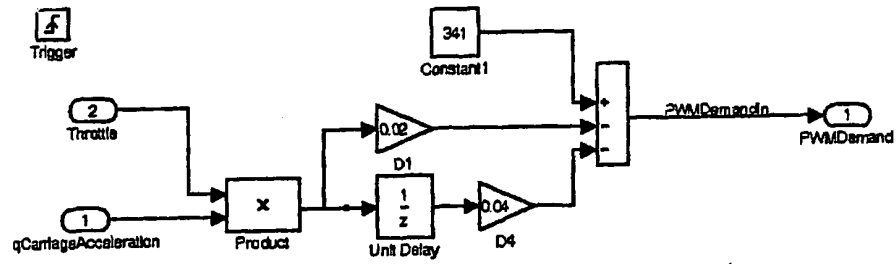 Trigger
341
Constant1
2
Throttle
+
0.02
−
PWMDemandIn
1
PWMDemand
−
D1
x
1
z
0.04
1
qCarriageAcceleration
Product
Unit Delay
D4